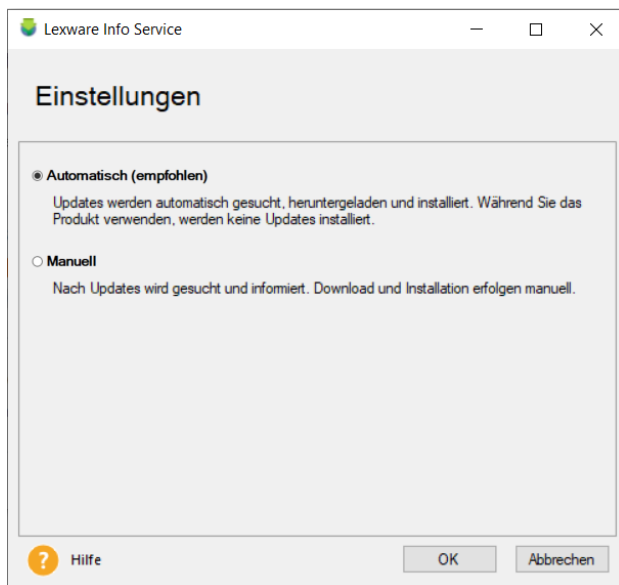 Lexware Info Service
Einstellungen
Automatisch (empfohlen)
Updates werden automatisch gesucht, heruntergeladen und installiert. Während Sie das
Produkt verwenden, werden keine Updates installiert.
Manuell
Nach Updates wird gesucht und informiert. Download und Installation erfolgen manuell.
? Hilfe
OK
Abbrechen